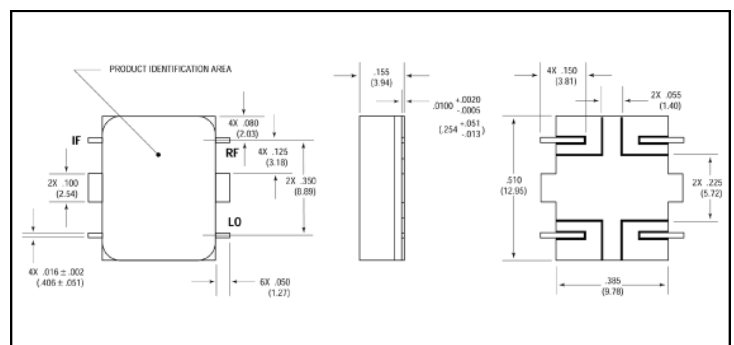 PRODUCT IDENTIFICATION AREA
IF
RF
LO
4X .080
(2.03)
4X .125
(3.18)
2X .350
(8.89)
2X .100
(2.54)
4X .016 ± .002
(.406 ± .051)
6X .050
(1.27)
.155
(3.94)
.0100 +.0020
-.0005
(.254 +.051
-.013)
4X .150
(3.81)
2X .055
(1.40)
.510
(12.95)
2X .225
(5.72)
.385
(9.78)